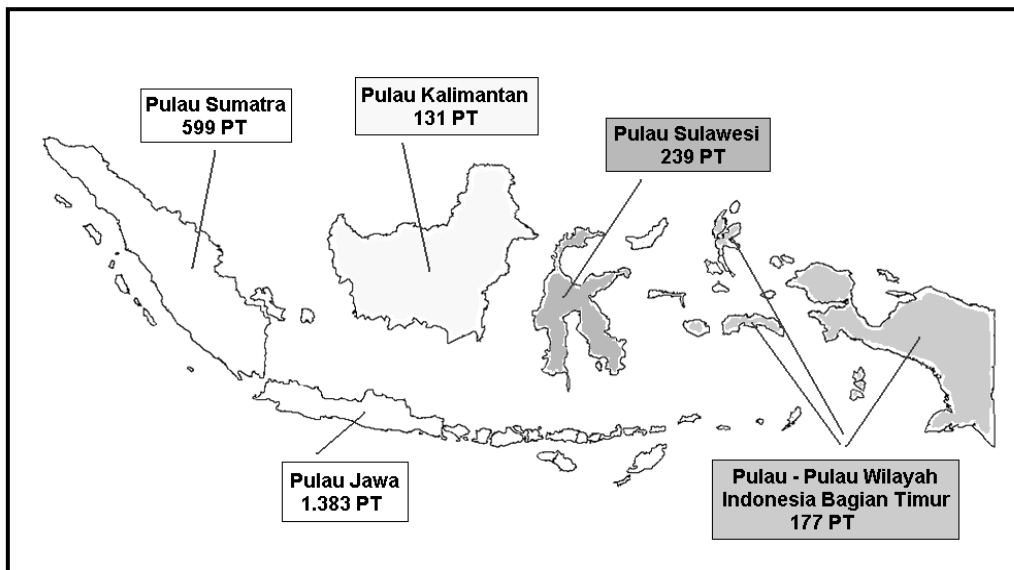 Pulau Sumatra
599 PT
Pulau Kalimantan
131 PT
Pulau Sulawesi
239 PT
Pulau Jawa
1.383 PT
Pulau - Pulau Wilayah
Indonesia Bagian Timur
177 PT